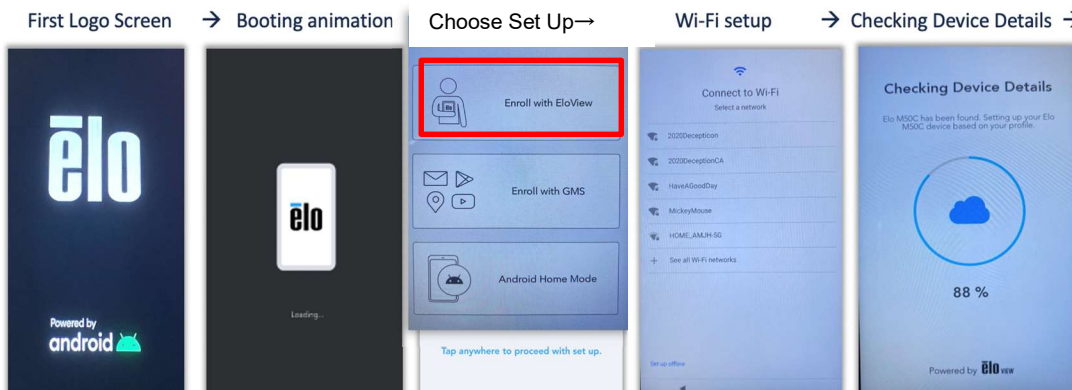 First Logo Screen → Booting animation Choose Set Up→ Wi-Fi setup → Checking Device Details →
ēlo
Powered by
android
ēlo
Loading...
Elo
Enroll with EloView
Enroll with GMS
Android Home Mode
Tap anywhere to proceed with set up.
Connect to Wi-Fi
Select a network
2020Decepticon
2020DeceptionCA
HaveAGoodDay
MickeyMouse
HOME_AMJH-5G
+ See all Wi-Fi networks
Set up offline
Checking Device Details
Elo M50C has been found. Setting up your Elo
M50C device based on your profile.
88 %
Powered by ēlo VIEW